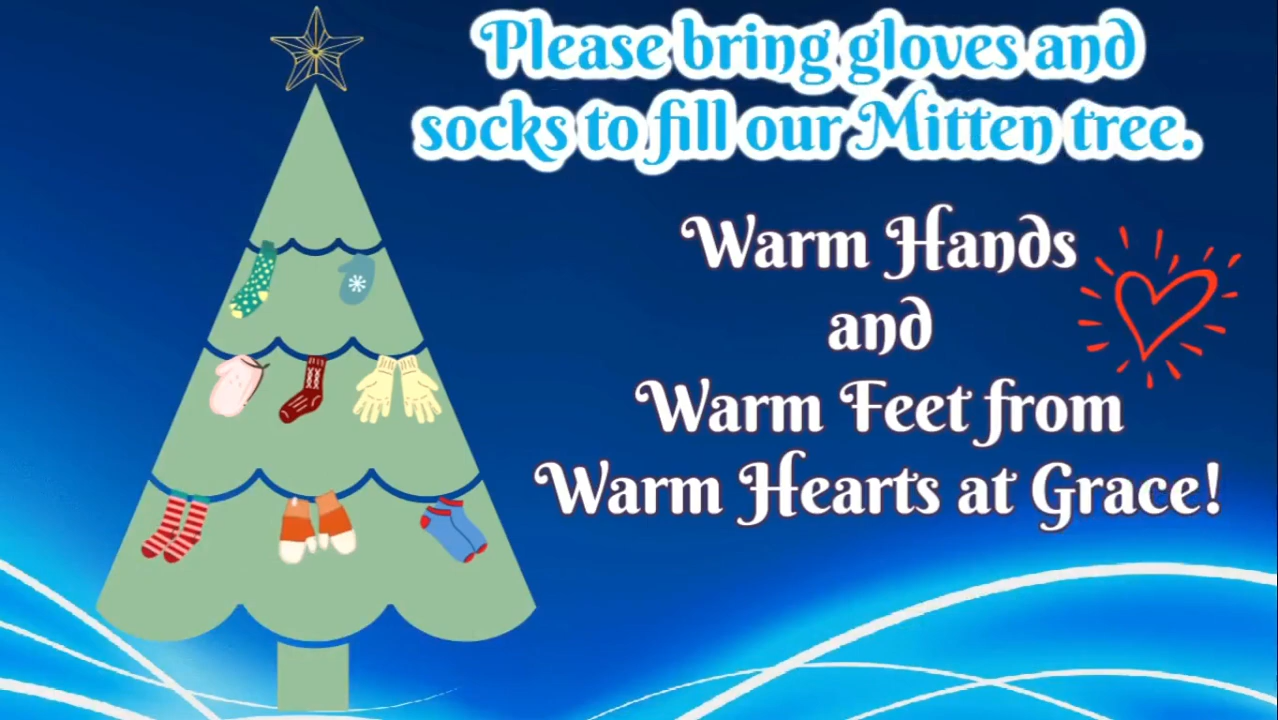 Please bring gloves and
socks to fill our Mitten tree.
Warm Hands
and
Warm Feet from
Warm Hearts at Grace!